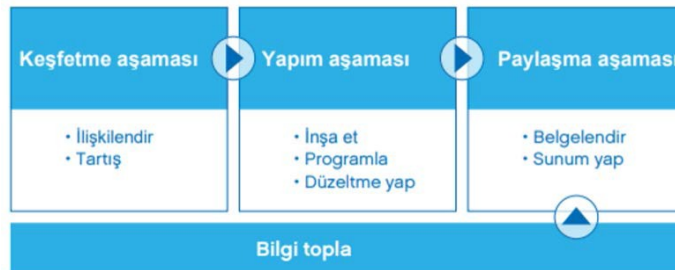 Keşfetme aşaması
Yapım aşaması
Paylaşma aşaması
• İlişkilendir
• Tartış
• İnşa et
• Programla
• Düzeltme yap
• Belgelendir
• Sunum yap
Bilgi topla